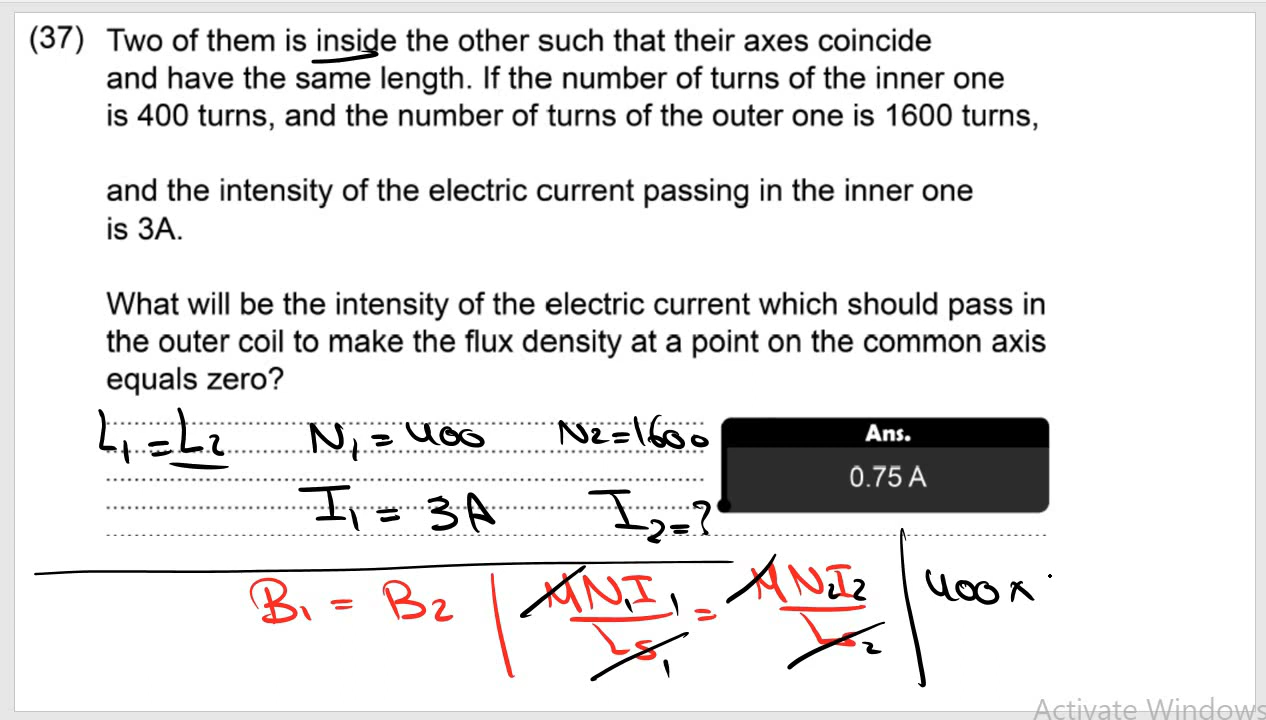 (37) Two of them is inside the other such that their axes coincide
and have the same length. If the number of turns of the inner one
is 400 turns, and the number of turns of the outer one is 1600 turns,
and the intensity of the electric current passing in the inner one
is 3A.
What will be the intensity of the electric current which should pass in
the outer coil to make the flux density at a point on the common axis
equals zero?
L₁ = L₂ N₁ = 400 N₂ = 1600
Ans.
0.75 A
I₁ = 3A I₂ = ?
B₁ = B₂ | MN₁I₁/Ls₁ = MN₂I₂/Ls₂ | 400 ×
Activate Windows